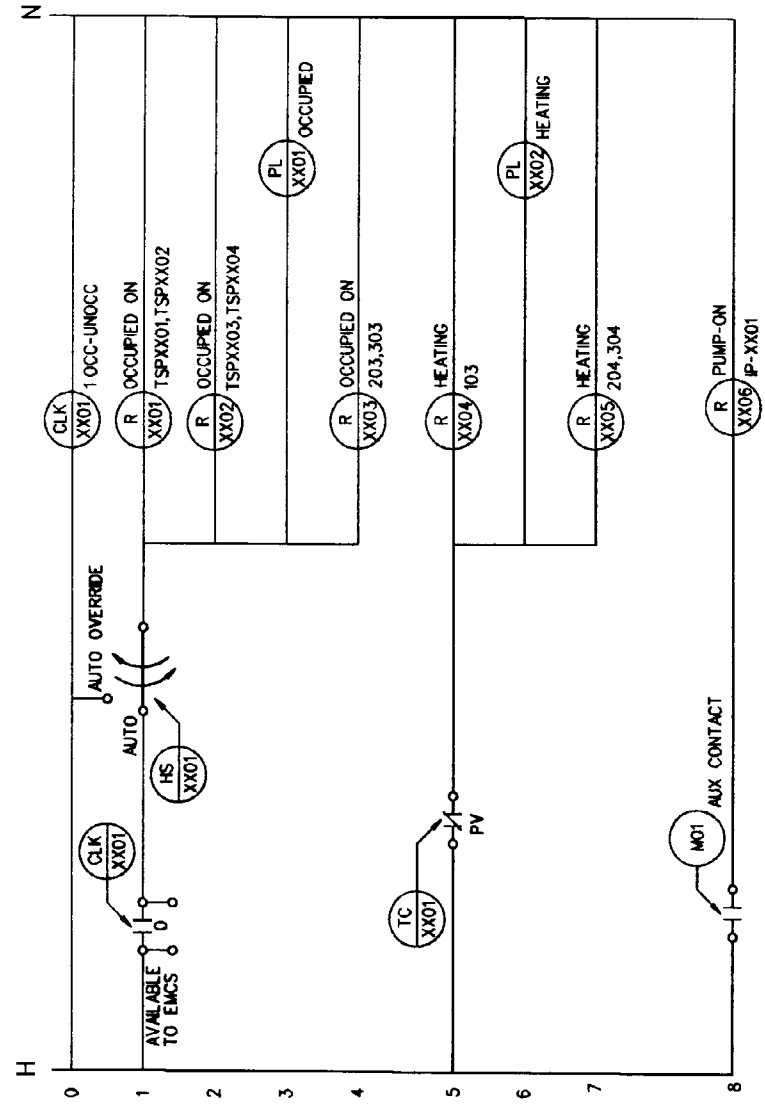 H
N
0
CLK
XX01
1 OCC-UNOCC
AUTO OVERRIDE
1
AVAILABLE
TO EMCS
O
CLK
XX01
AUTO
HS
XX01
R
XX01
OCCUPIED ON
TSPXX01,TSPXX02
2
R
XX02
OCCUPIED ON
TSPXX03,TSPXX04
3
PL
XX01
OCCUPIED
4
R
XX03
OCCUPIED ON
203,303
5
TC
XX01
PV
R
XX04
HEATING
103
6
PL
XX02
HEATING
7
R
XX05
HEATING
204,304
8
M01
AUX CONTACT
R
XX06
PUMP-ON
IP-XX01